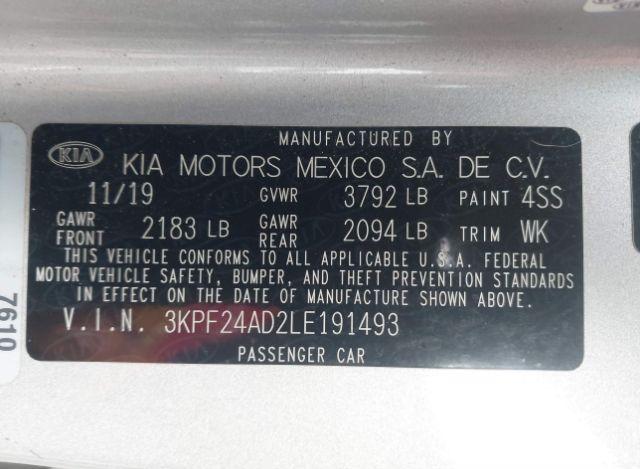 MANUFACTURED BY
KIA KIA MOTORS MEXICO S.A. DE C.V.
11/19 GVWR 3792 LB PAINT 4SS
GAWR FRONT 2183 LB GAWR REAR 2094 LB TRIM WK
THIS VEHICLE CONFORMS TO ALL APPLICABLE U.S.A. FEDERAL
MOTOR VEHICLE SAFETY, BUMPER, AND THEFT PREVENTION STANDARDS
IN EFFECT ON THE DATE OF MANUFACTURE SHOWN ABOVE.
V.I.N. 3KPF24AD2LE191493
PASSENGER CAR
7610